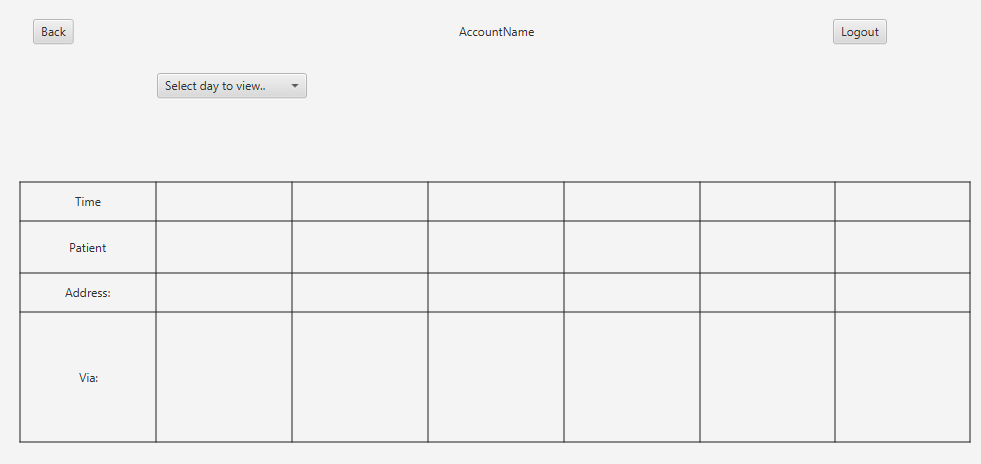 Back
AccountName
Logout
Select day to view..
Time
Patient
Address:
Via: